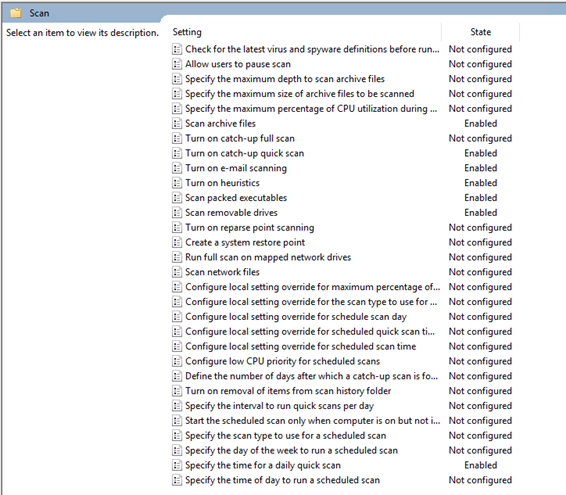 Scan
Select an item to view its description.
Setting State
Check for the latest virus and spyware definitions before run... Not configured
Allow users to pause scan Not configured
Specify the maximum depth to scan archive files Not configured
Specify the maximum size of archive files to be scanned Not configured
Specify the maximum percentage of CPU utilization during ... Not configured
Scan archive files Enabled
Turn on catch-up full scan Not configured
Turn on catch-up quick scan Enabled
Turn on e-mail scanning Enabled
Turn on heuristics Enabled
Scan packed executables Enabled
Scan removable drives Enabled
Turn on reparse point scanning Not configured
Create a system restore point Not configured
Run full scan on mapped network drives Not configured
Scan network files Not configured
Configure local setting override for maximum percentage of... Not configured
Configure local setting override for the scan type to use for ... Not configured
Configure local setting override for schedule scan day Not configured
Configure local setting override for scheduled quick scan ti... Not configured
Configure local setting override for scheduled scan time Not configured
Configure low CPU priority for scheduled scans Not configured
Define the number of days after which a catch-up scan is fo... Not configured
Turn on removal of items from scan history folder Not configured
Specify the interval to run quick scans per day Not configured
Start the scheduled scan only when computer is on but not i... Not configured
Specify the scan type to use for a scheduled scan Not configured
Specify the day of the week to run a scheduled scan Not configured
Specify the time for a daily quick scan Enabled
Specify the time of day to run a scheduled scan Not configured